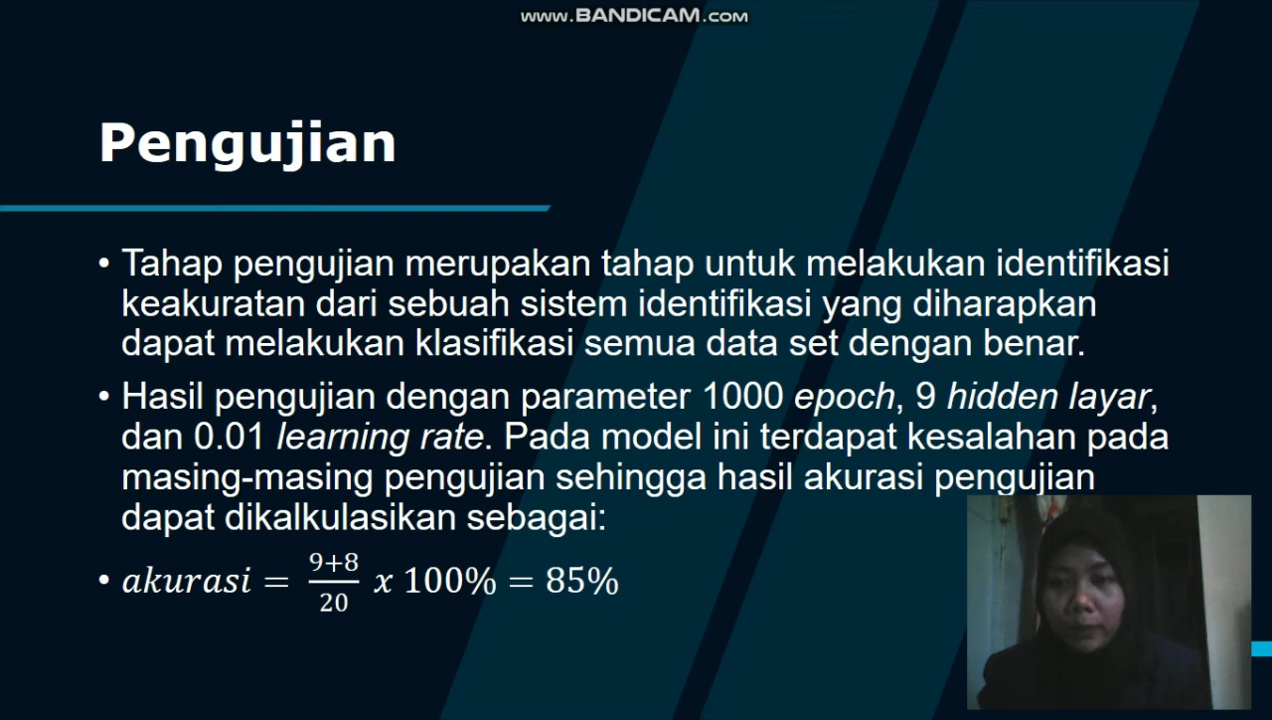 www.BANDICAM.com
Pengujian
• Tahap pengujian merupakan tahap untuk melakukan identifikasi
keakuratan dari sebuah sistem identifikasi yang diharapkan
dapat melakukan klasifikasi semua data set dengan benar.
• Hasil pengujian dengan parameter 1000 epoch, 9 hidden layar,
dan 0.01 learning rate. Pada model ini terdapat kesalahan pada
masing-masing pengujian sehingga hasil akurasi pengujian
dapat dikalkulasikan sebagai:
• akurasi = 9+8/20 x 100% = 85%